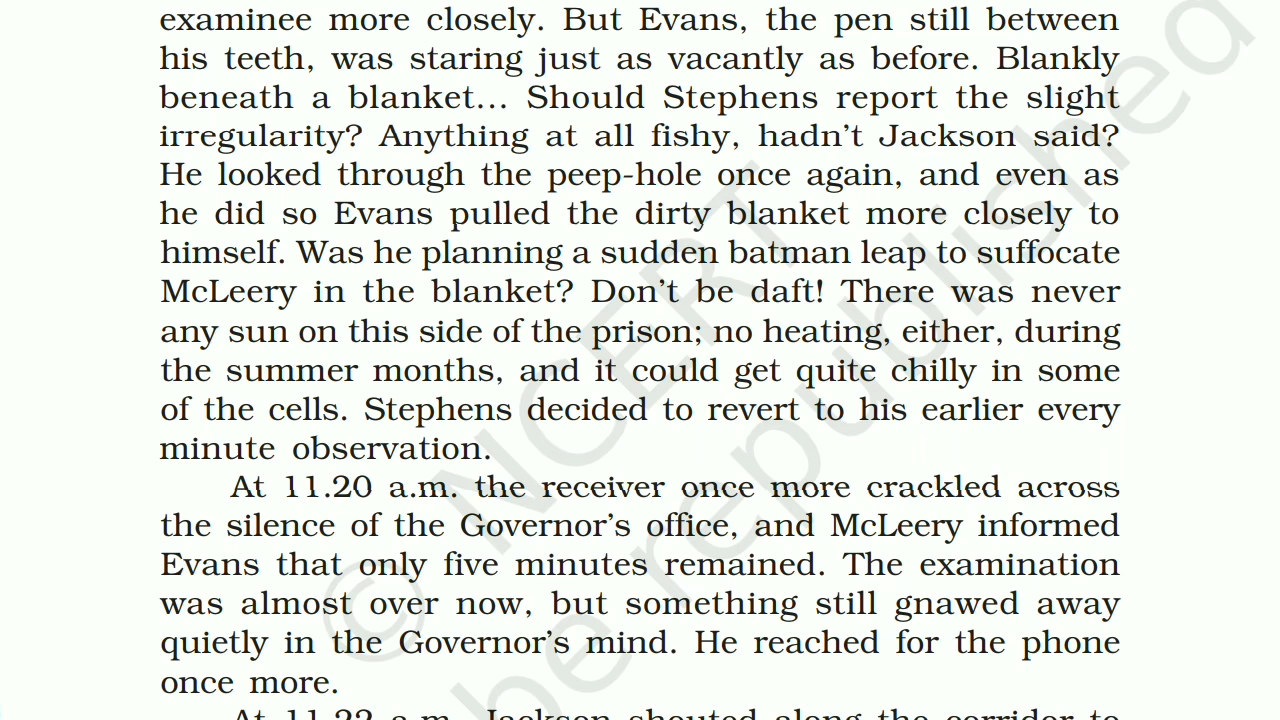 examinee more closely. But Evans, the pen still between
his teeth, was staring just as vacantly as before. Blankly
beneath a blanket... Should Stephens report the slight
irregularity? Anything at all fishy, hadn't Jackson said?
He looked through the peep-hole once again, and even as
he did so Evans pulled the dirty blanket more closely to
himself. Was he planning a sudden batman leap to suffocate
McLeery in the blanket? Don't be daft! There was never
any sun on this side of the prison; no heating, either, during
the summer months, and it could get quite chilly in some
of the cells. Stephens decided to revert to his earlier every
minute observation.
At 11.20 a.m. the receiver once more crackled across
the silence of the Governor's office, and McLeery informed
Evans that only five minutes remained. The examination
was almost over now, but something still gnawed away
quietly in the Governor's mind. He reached for the phone
once more.
At 11.22 a.m. Jackson shouted along the corridor to
© NCERT
be republished